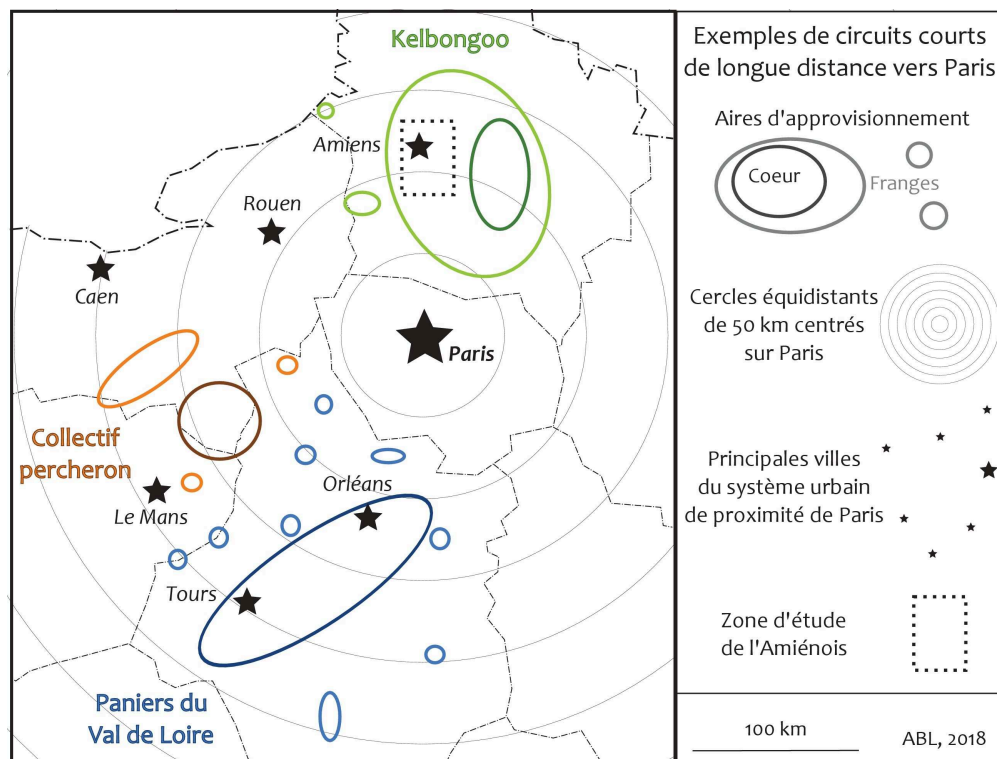 Kelbongoo
Amiens
Rouen
Caen
Paris
Collectif
percheron
Le Mans
Orléans
Tours
Paniers du
Val de Loire
Exemples de circuits courts
de longue distance vers Paris
Aires d'approvisionnement
Coeur
Franges
Cercles équidistants
de 50 km centrés
sur Paris
Principales villes
du système urbain
de proximité de Paris
Zone d'étude
de l'Amiénois
100 km
ABL, 2018